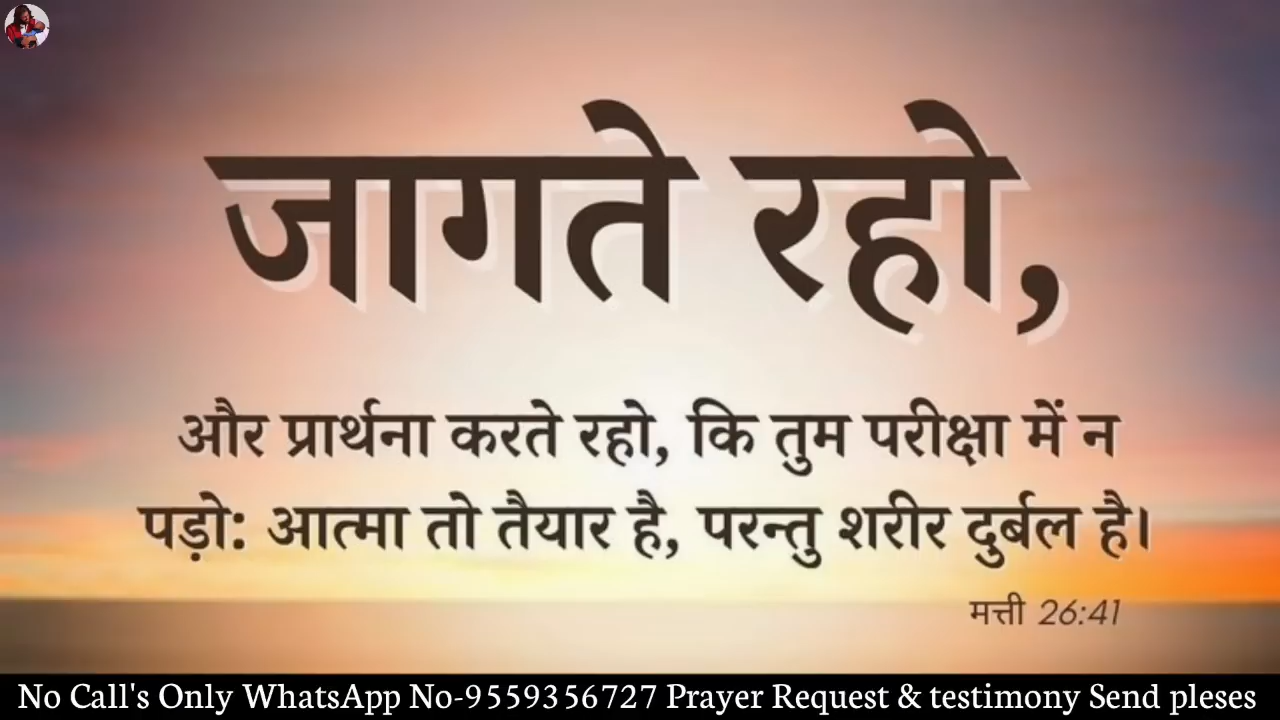 जागते रहो,
और प्रार्थना करते रहो, कि तुम परीक्षा में न
पड़ो: आत्मा तो तैयार है, परन्तु शरीर दुर्बल है।
मत्ती 26:41
No Call's Only WhatsApp No-9559356727 Prayer Request & testimony Send pleses